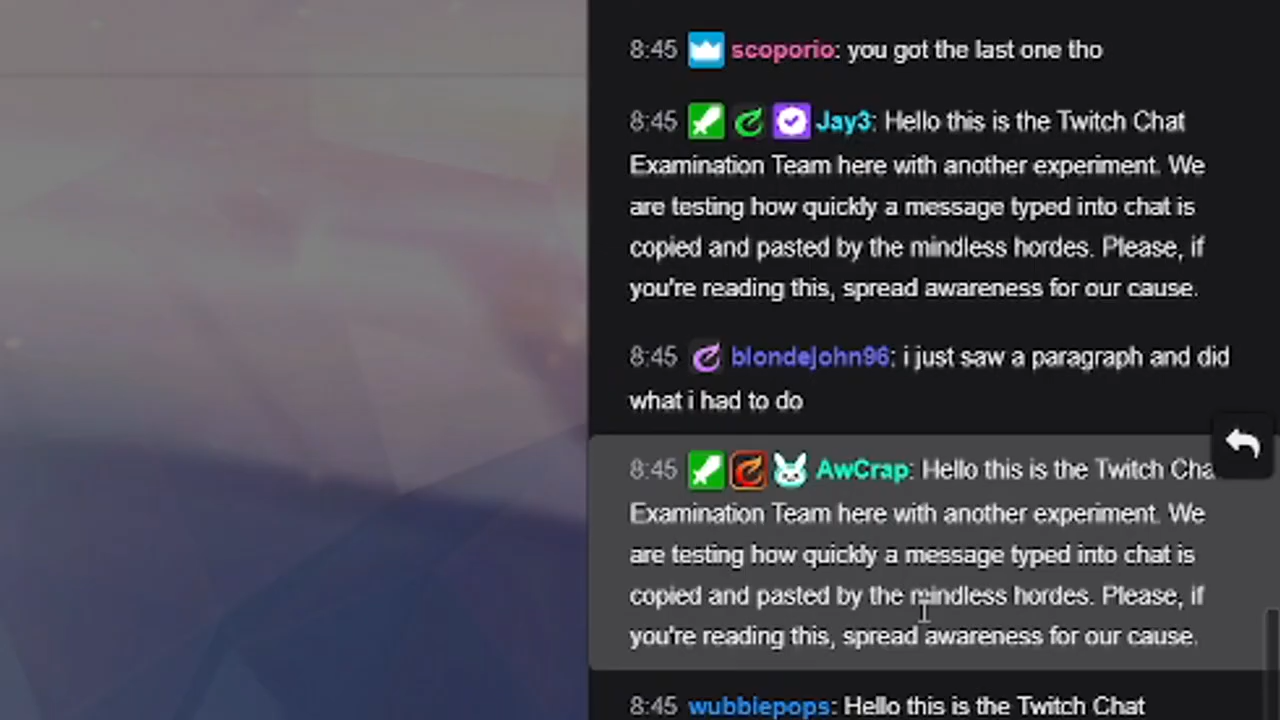 8:45 scoporio: you got the last one tho
8:45 Jay3: Hello this is the Twitch Chat
Examination Team here with another experiment. We
are testing how quickly a message typed into chat is
copied and pasted by the mindless hordes. Please, if
you're reading this, spread awareness for our cause.
8:45 blondejohn96: i just saw a paragraph and did
what i had to do
8:45 AwCrap: Hello this is the Twitch Cha
Examination Team here with another experiment. We
are testing how quickly a message typed into chat is
copied and pasted by the mindless hordes. Please, if
you're reading this, spread awareness for our cause.
8:45 wubbiepops: Hello this is the Twitch Chat